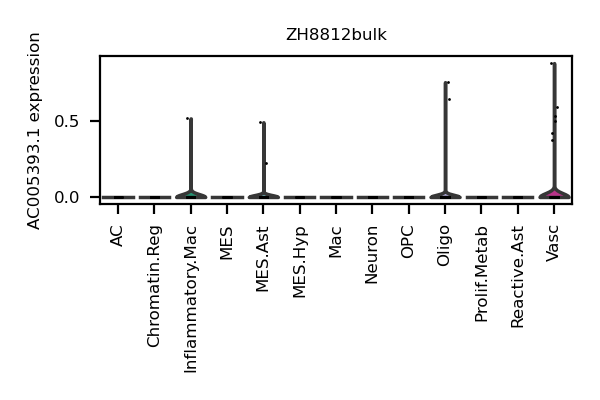 ZH8812bulk
AC005393.1 expression
0.5
0.0
AC
Chromatin.Reg
Inflammatory.Mac
MES
MES.Ast
MES.Hyp
Mac
Neuron
OPC
Oligo
Prolif.Metab
Reactive.Ast
Vasc